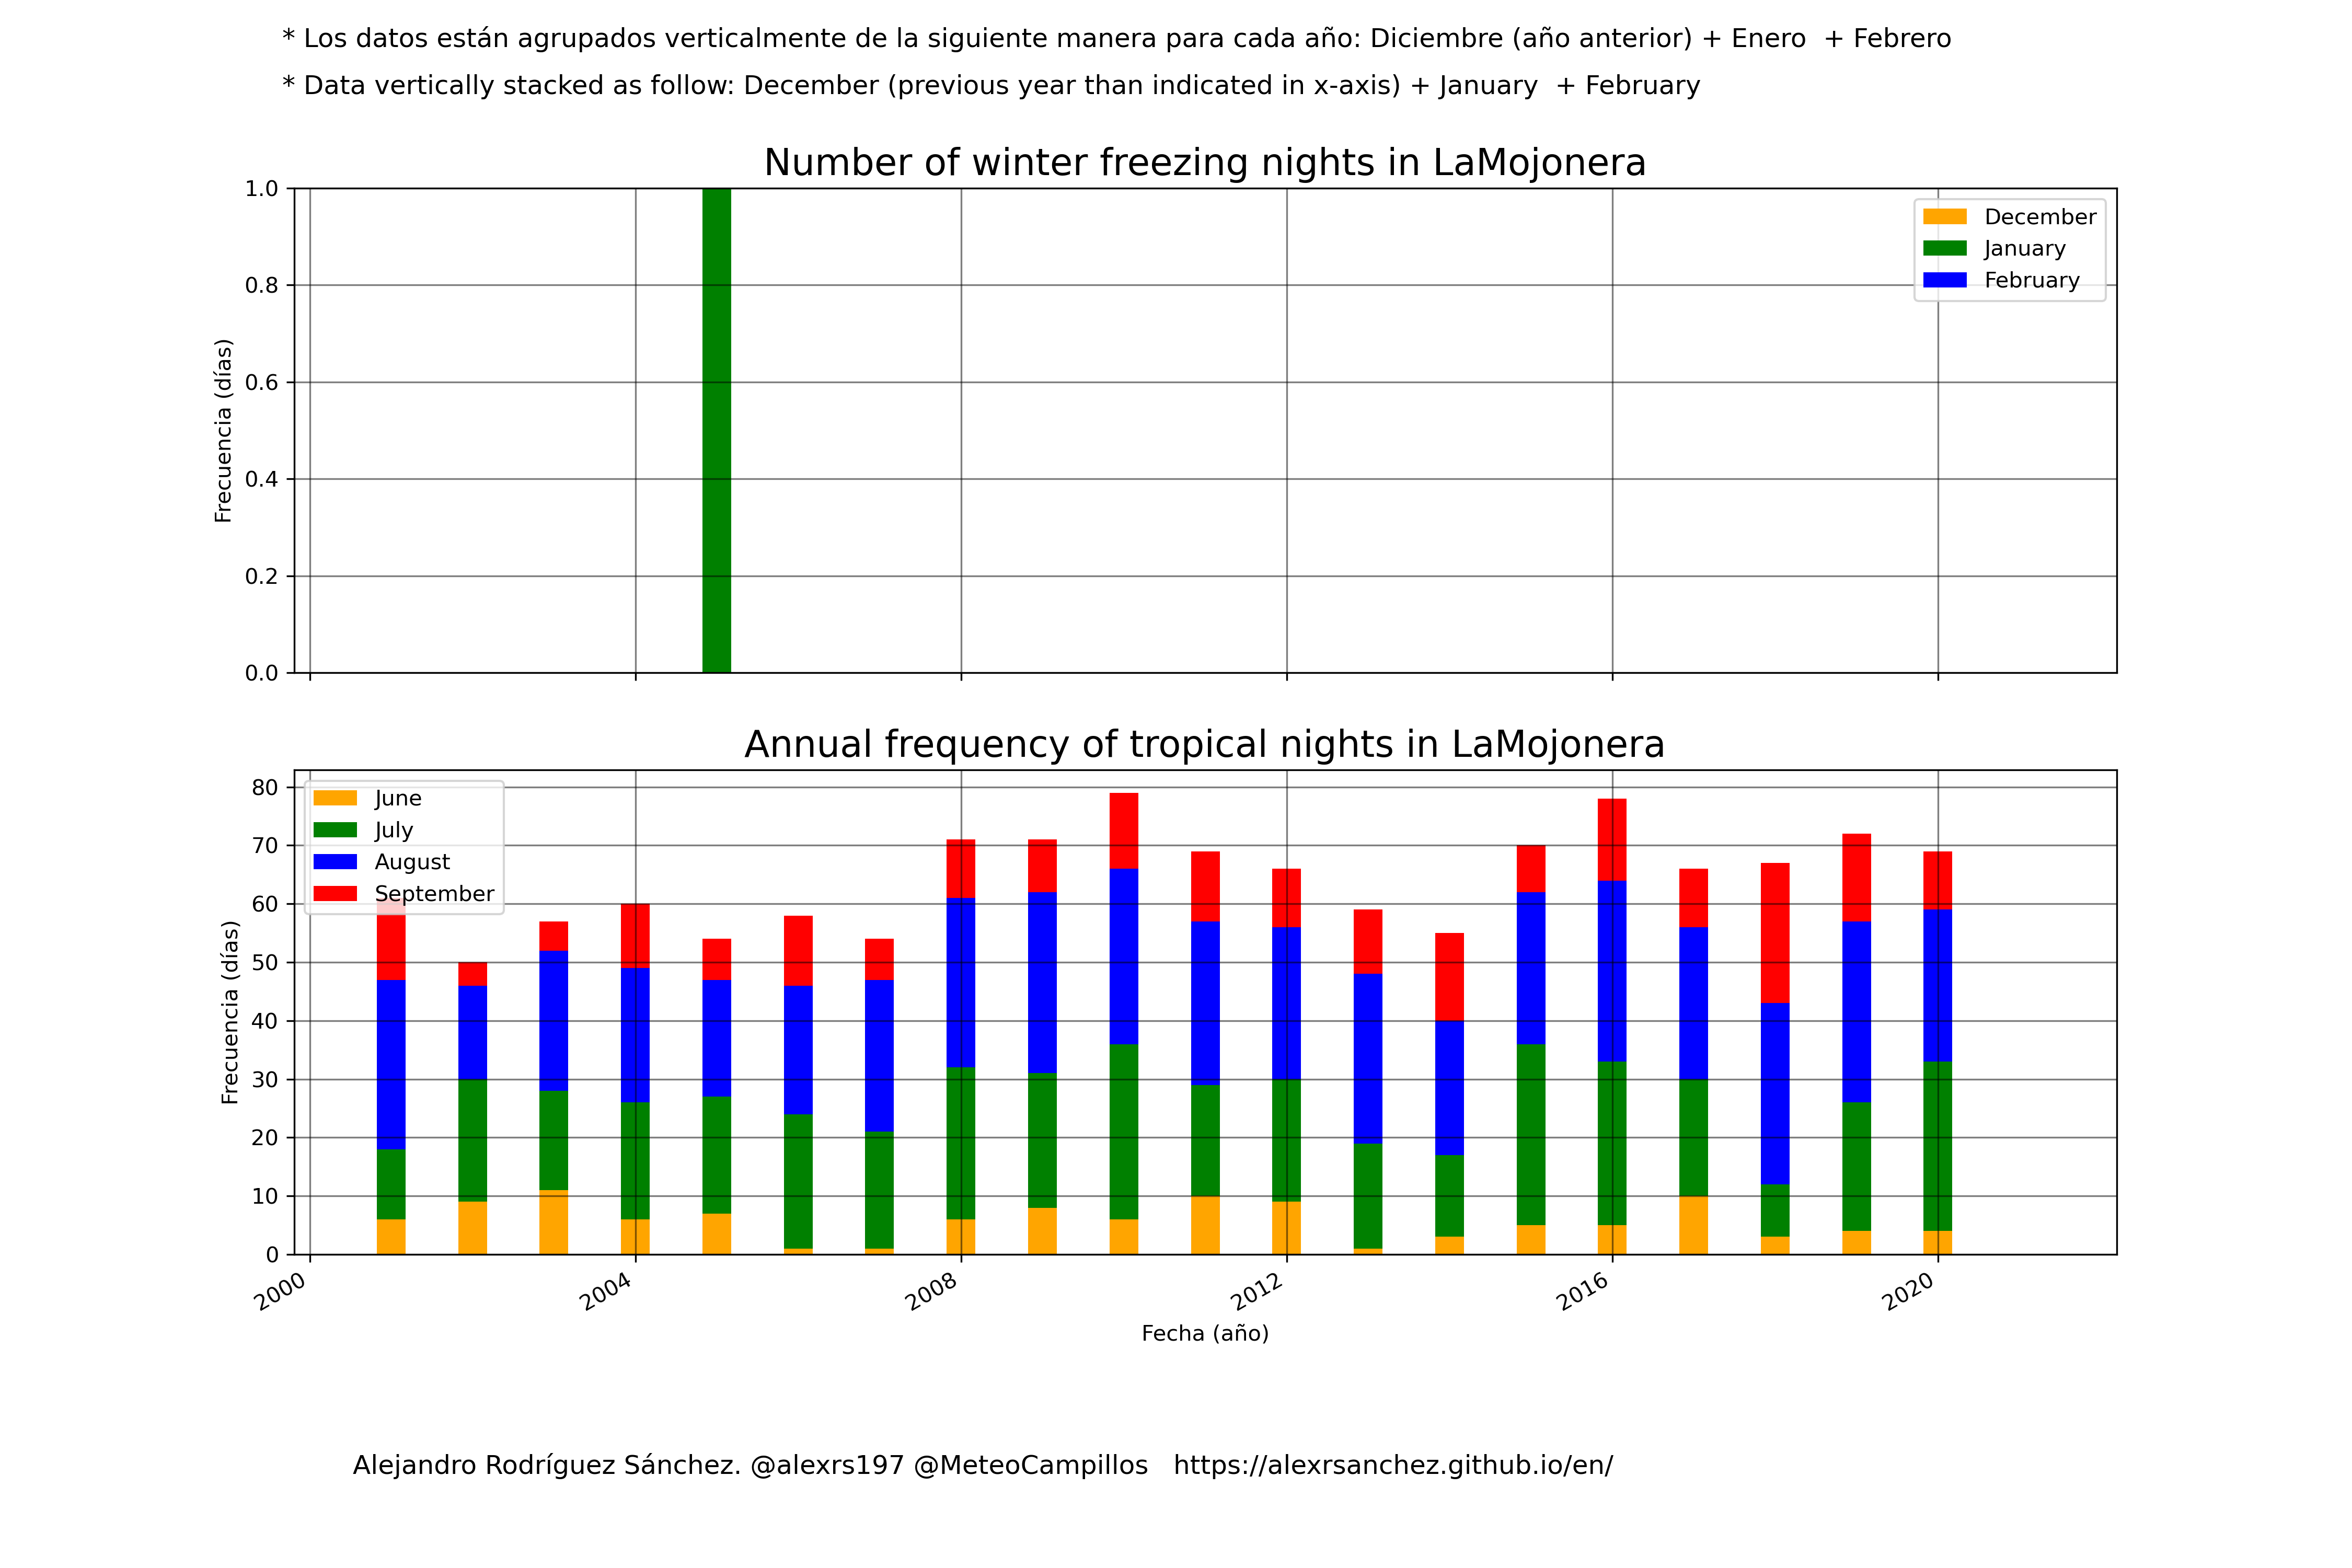 * Los datos están agrupados verticalmente de la siguiente manera para cada año: Diciembre (año anterior) + Enero  + Febrero
* Data vertically stacked as follow: December (previous year than indicated in x-axis) + January  + February
Number of winter freezing nights in LaMojonera
1.0
0.8
0.6
0.4
0.2
0.0
Frecuencia (días)
December
January
February
Annual frequency of tropical nights in LaMojonera
80
70
60
50
40
30
20
10
0
Frecuencia (días)
June
July
August
September
2000
2004
2008
2012
2016
2020
Fecha (año)
Alejandro Rodríguez Sánchez. @alexrs197 @MeteoCampillos   https://alexrsanchez.github.io/en/